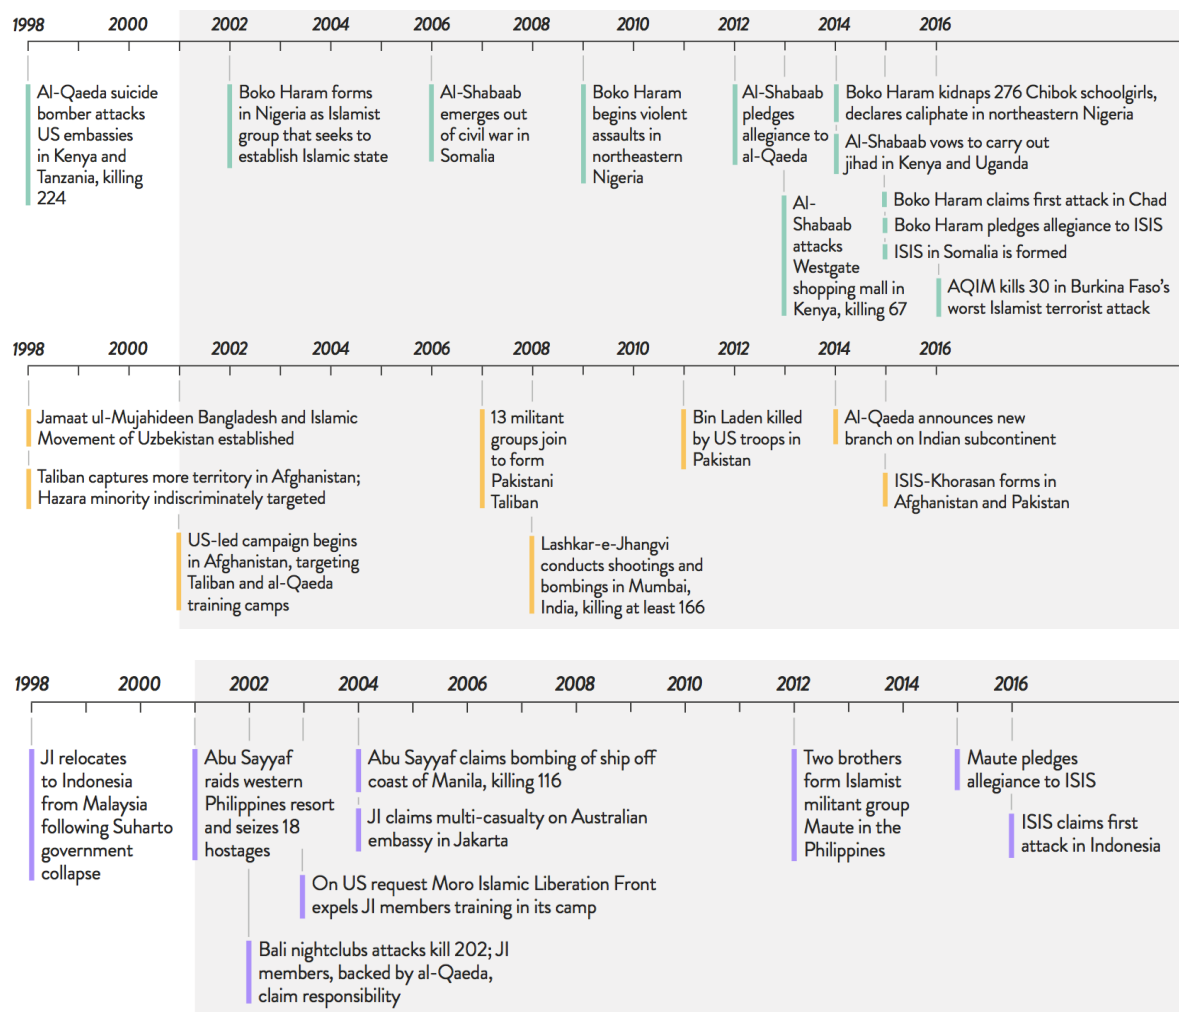 1998 2000 2002 2004 2006 2008 2010 2012 2014 2016
Al-Qaeda suicide
bomber attacks
US embassies
in Kenya and
Tanzania, killing
224
Boko Haram forms
in Nigeria as Islamist
group that seeks to
establish Islamic state
Al-Shabaab
emerges out
of civil war in
Somalia
Boko Haram
begins violent
assaults in
northeastern
Nigeria
Al-Shabaab
pledges
allegiance to
al-Qaeda
Al-
Shabaab
attacks
Westgate
shopping mall in
Kenya, killing 67
Boko Haram kidnaps 276 Chibok schoolgirls,
declares caliphate in northeastern Nigeria
Al-Shabaab vows to carry out
jihad in Kenya and Uganda
Boko Haram claims first attack in Chad
Boko Haram pledges allegiance to ISIS
ISIS in Somalia is formed
AQIM kills 30 in Burkina Faso's
worst Islamist terrorist attack
1998 2000 2002 2004 2006 2008 2010 2012 2014 2016
Jamaat ul-Mujahideen Bangladesh and Islamic
Movement of Uzbekistan established
Taliban captures more territory in Afghanistan;
Hazara minority indiscriminately targeted
US-led campaign begins
in Afghanistan, targeting
Taliban and al-Qaeda
training camps
13 militant
groups join
to form
Pakistani
Taliban
Lashkar-e-Jhangvi
conducts shootings and
bombings in Mumbai,
India, killing at least 166
Bin Laden killed
by US troops in
Pakistan
Al-Qaeda announces new
branch on Indian subcontinent
ISIS-Khorasan forms in
Afghanistan and Pakistan
1998 2000 2002 2004 2006 2008 2010 2012 2014 2016
JI relocates
to Indonesia
from Malaysia
following Suharto
government
collapse
Abu Sayyaf
raids western
Philippines resort
and seizes 18
hostages
Abu Sayyaf claims bombing of ship off
coast of Manila, killing 116
JI claims multi-casualty on Australian
embassy in Jakarta
On US request Moro Islamic Liberation Front
expels JI members training in its camp
Bali nightclubs attacks kill 202; JI
members, backed by al-Qaeda,
claim responsibility
Two brothers
form Islamist
militant group
Maute in the
Philippines
Maute pledges
allegiance to ISIS
ISIS claims first
attack in Indonesia